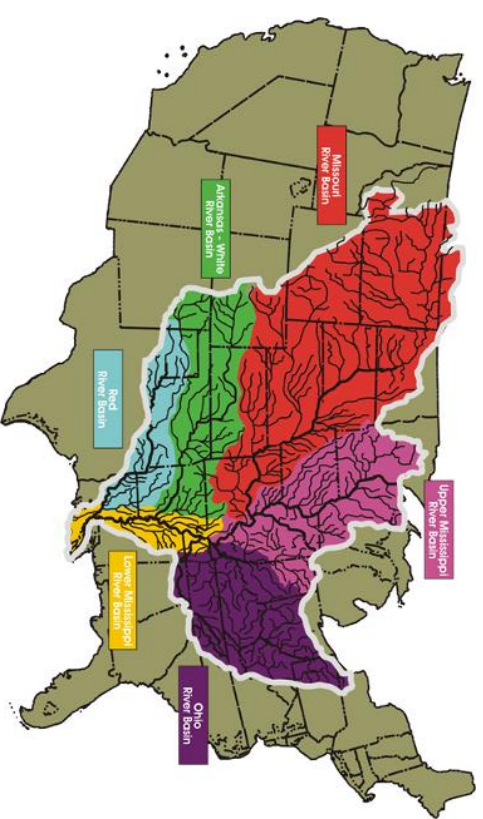 Missouri
River Basin
Arkansas - White
River Basin
Red
River Basin
Upper Mississippi
River Basin
Lower Mississippi
River Basin
Ohio
River Basin